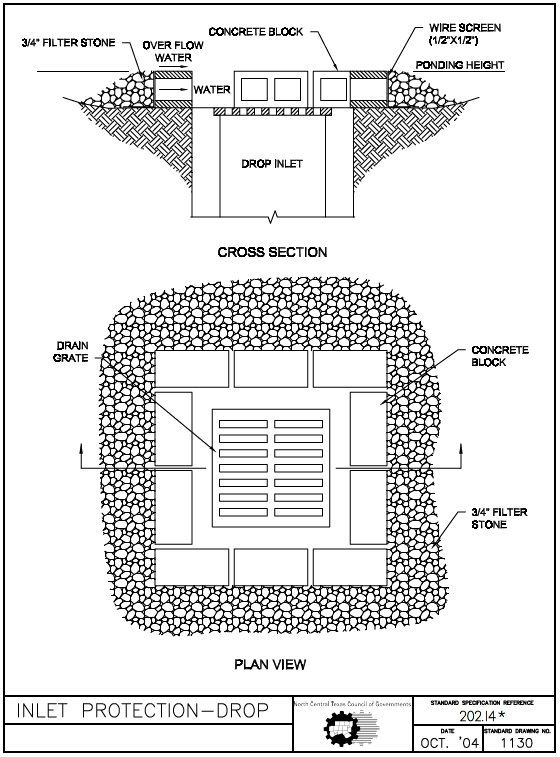 3/4" FILTER STONE
OVER FLOW
WATER
CONCRETE BLOCK
WIRE SCREEN
(1/2"X1/2")
PONDING HEIGHT
WATER
DROP INLET
CROSS SECTION
DRAIN
GRATE
CONCRETE
BLOCK
3/4" FILTER
STONE
PLAN VIEW
INLET PROTECTION-DROP
North Central Texas Council of Governments
STANDARD SPECIFICATION REFERENCE
202.14*
DATE
OCT. '04
STANDARD DRAWING NO.
1130